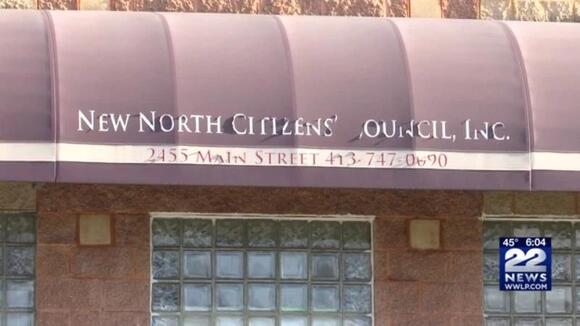 NEW NORTH CITIZENS' OUNCIL, INC.
2455 MAIN STREET 413-747-0690
45° 6:04
22
NEWS
WWLP.COM